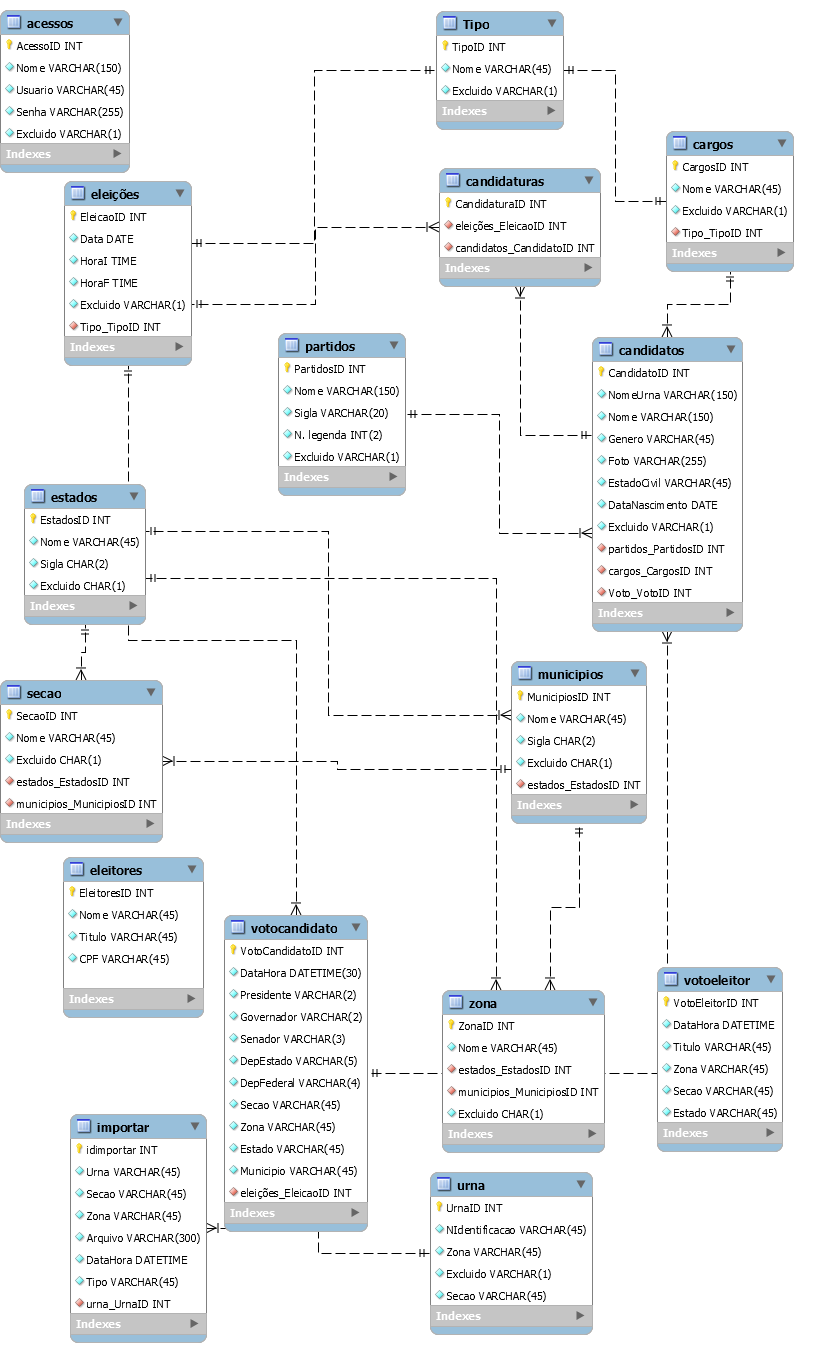 acessos
AcessoID INT
Nome VARCHAR(150)
Usuario VARCHAR(45)
Senha VARCHAR(255)
Excluido VARCHAR(1)
Indexes
Tipo
TipoID INT
Nome VARCHAR(45)
Excluido VARCHAR(1)
Indexes
cargos
CargosID INT
Nome VARCHAR(45)
Excluido VARCHAR(1)
Tipo_TipoID INT
Indexes
eleições
EleicaoID INT
Data DATE
HoraI TIME
HoraF TIME
Excluido VARCHAR(1)
Tipo_TipoID INT
Indexes
candidaturas
CandidaturaID INT
eleições_EleicaoID INT
candidatos_CandidatoID INT
Indexes
partidos
PartidosID INT
Nome VARCHAR(150)
Sigla VARCHAR(20)
N. legenda INT(2)
Excluido VARCHAR(1)
Indexes
candidatos
CandidatoID INT
NomeUrna VARCHAR(150)
Nome VARCHAR(150)
Genero VARCHAR(45)
Foto VARCHAR(255)
EstadoCivil VARCHAR(45)
DataNascimento DATE
Excluido VARCHAR(1)
partidos_PartidosID INT
cargos_CargosID INT
Voto_VotoID INT
Indexes
estados
EstadosID INT
Nome VARCHAR(45)
Sigla CHAR(2)
Excluido CHAR(1)
Indexes
secao
SecaoID INT
Nome VARCHAR(45)
Excluido CHAR(1)
estados_EstadosID INT
municipios_MunicipiosID INT
Indexes
municipios
MunicipiosID INT
Nome VARCHAR(45)
Sigla CHAR(2)
Excluido CHAR(1)
estados_EstadosID INT
Indexes
eleitores
EleitoresID INT
Nome VARCHAR(45)
Titulo VARCHAR(45)
CPF VARCHAR(45)
Indexes
votocandidato
VotoCandidatoID INT
DataHora DATETIME(30)
Presidente VARCHAR(2)
Governador VARCHAR(2)
Senador VARCHAR(3)
DepEstado VARCHAR(5)
DepFederal VARCHAR(4)
Secao VARCHAR(45)
Zona VARCHAR(45)
Estado VARCHAR(45)
Municipio VARCHAR(45)
eleições_EleicaoID INT
Indexes
zona
ZonaID INT
Nome VARCHAR(45)
estados_EstadosID INT
municipios_MunicipiosID INT
Excluido CHAR(1)
Indexes
votoeleitor
VotoEleitorID INT
DataHora DATETIME
Titulo VARCHAR(45)
Zona VARCHAR(45)
Secao VARCHAR(45)
Estado VARCHAR(45)
Indexes
importar
idimportar INT
Urna VARCHAR(45)
Secao VARCHAR(45)
Zona VARCHAR(45)
Arquivo VARCHAR(300)
DataHora DATETIME
Tipo VARCHAR(45)
urna_UrnaID INT
Indexes
urna
UrnaID INT
NIdentificacao VARCHAR(45)
Zona VARCHAR(45)
Excluido VARCHAR(1)
Secao VARCHAR(45)
Indexes